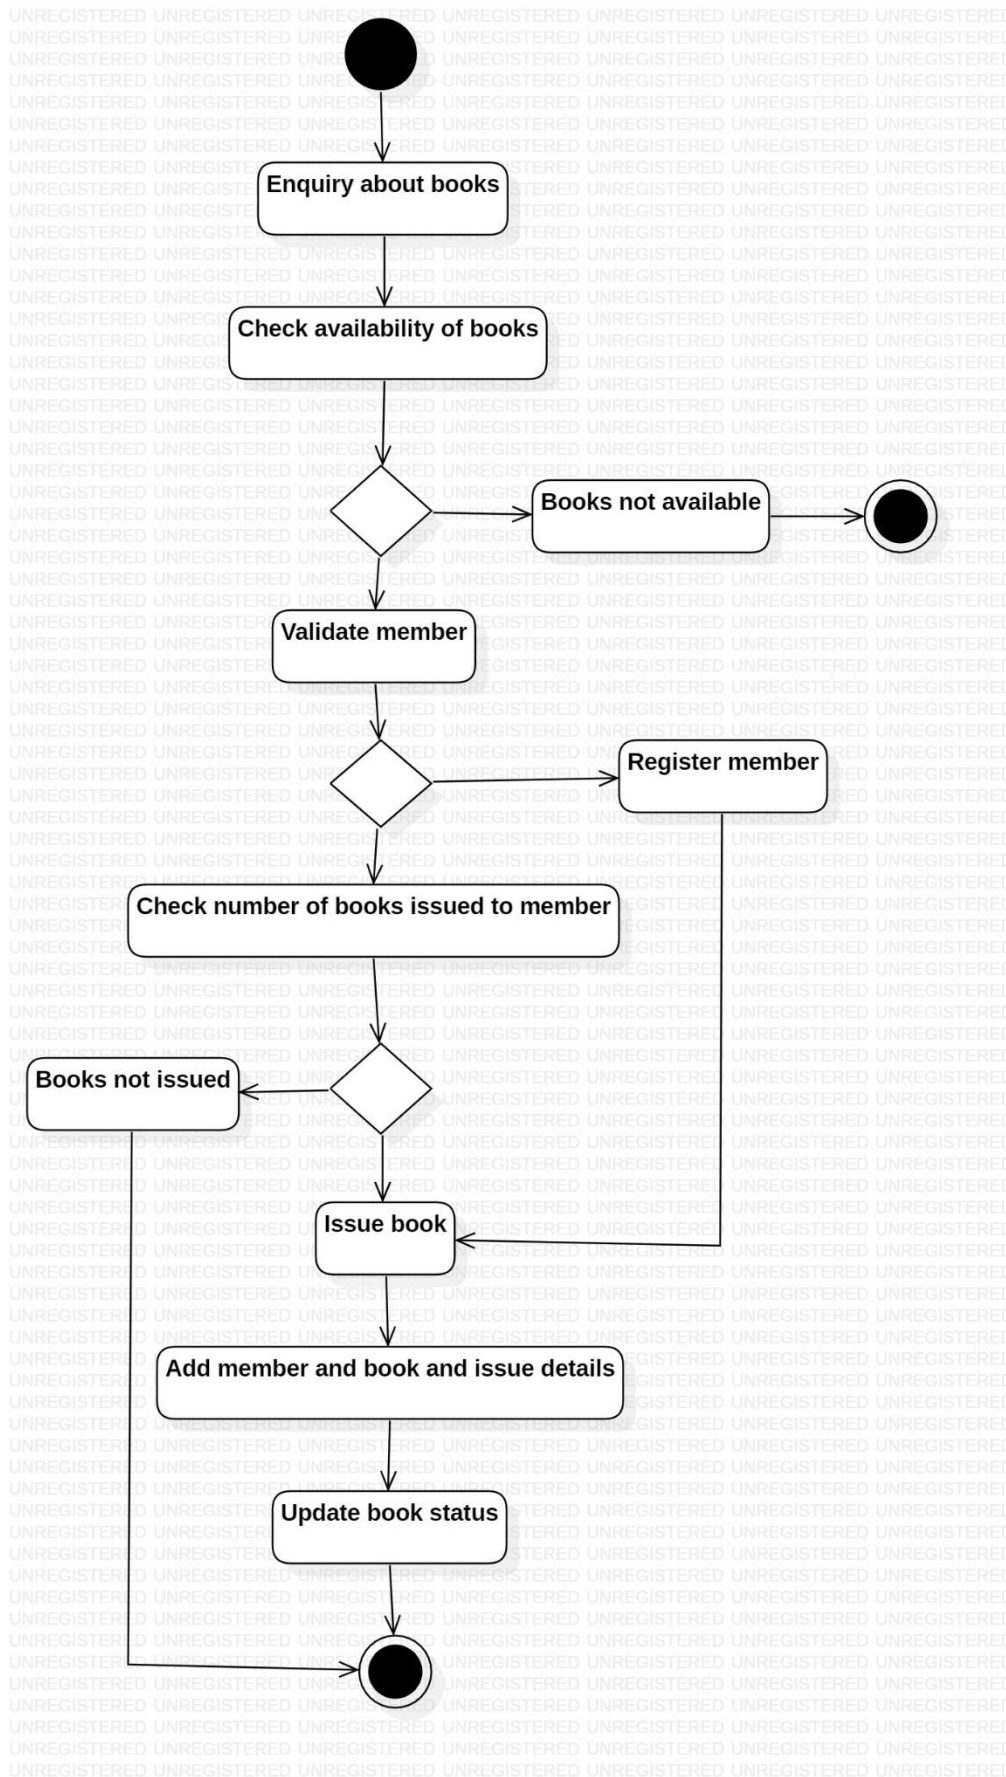 Enquiry about books
Check availability of books
Books not available
Validate member
Register member
Check number of books issued to member
Books not issued
Issue book
Add member and book and issue details
Update book status
UNREGISTERED